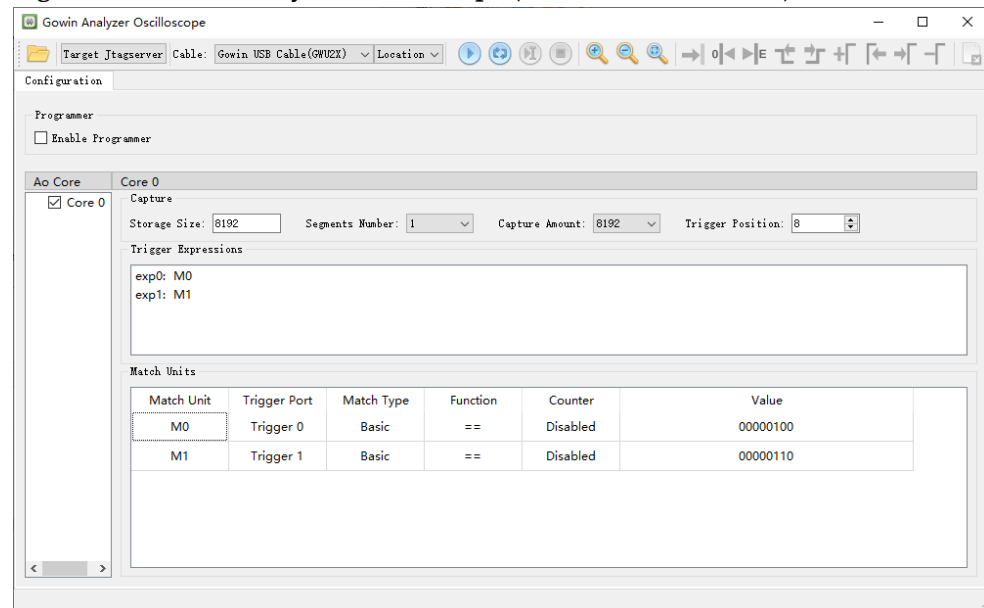 Gowin Analyzer Oscilloscope
Target Jtagserver Cable: Gowin USB Cable(GWU2X) Location
Configuration
Programmer
Enable Programmer
Ao Core Core 0
Core 0
Capture
Storage Size: 8192 Segments Number: 1 Capture Amount: 8192 Trigger Position: 8
Trigger Expressions
exp0: M0
exp1: M1
Match Units
Match Unit Trigger Port Match Type Function Counter Value
M0 Trigger 0 Basic == Disabled 00000100
M1 Trigger 1 Basic == Disabled 00000110